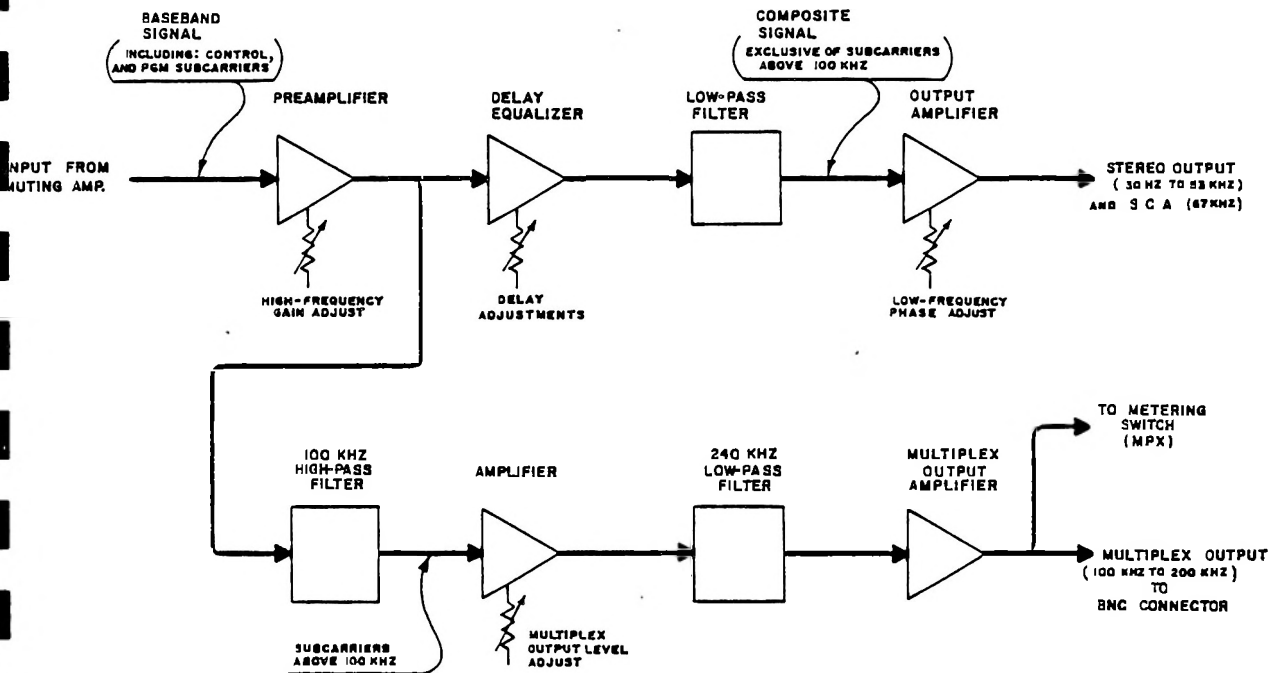 BASEBAND
SIGNAL
(INCLUDING: CONTROL,
AND PGM SUBCARRIERS)
COMPOSITE
SIGNAL
(EXCLUSIVE OF SUBCARRIERS
ABOVE 100 KHZ)
PREAMPLIFIER
DELAY
EQUALIZER
LOW-PASS
FILTER
OUTPUT
AMPLIFIER
NPUT FROM
MUTING AMP.
STEREO OUTPUT
(30 HZ TO 53 KHZ)
AND S C A (67KHZ)
HIGH-FREQUENCY
GAIN ADJUST
DELAY
ADJUSTMENTS
LOW-FREQUENCY
PHASE ADJUST
TO METERING
SWITCH
(MPX)
100 KHZ
HIGH-PASS
FILTER
AMPLIFIER
240 KHZ
LOW-PASS
FILTER
MULTIPLEX
OUTPUT
AMPLIFIER
MULTIPLEX OUTPUT
(100 KHZ TO 200 KHZ)
TO
BNC CONNECTOR
SUBCARRIERS
ABOVE 100 KHZ
MULTIPLEX
OUTPUT LEVEL
ADJUST